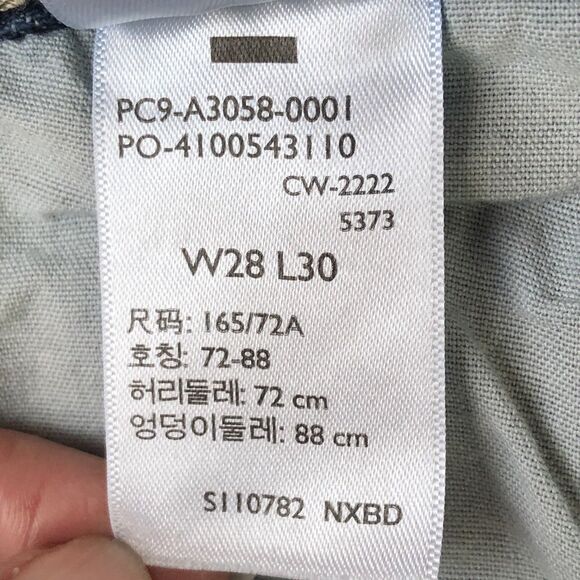 PC9-A3058-0001
PO-4100543110
CW-2222
5373
W28 L30
尺码: 165/72A
호칭: 72-88
허리둘레: 72 cm
엉덩이둘레: 88 cm
S110782 NXBD